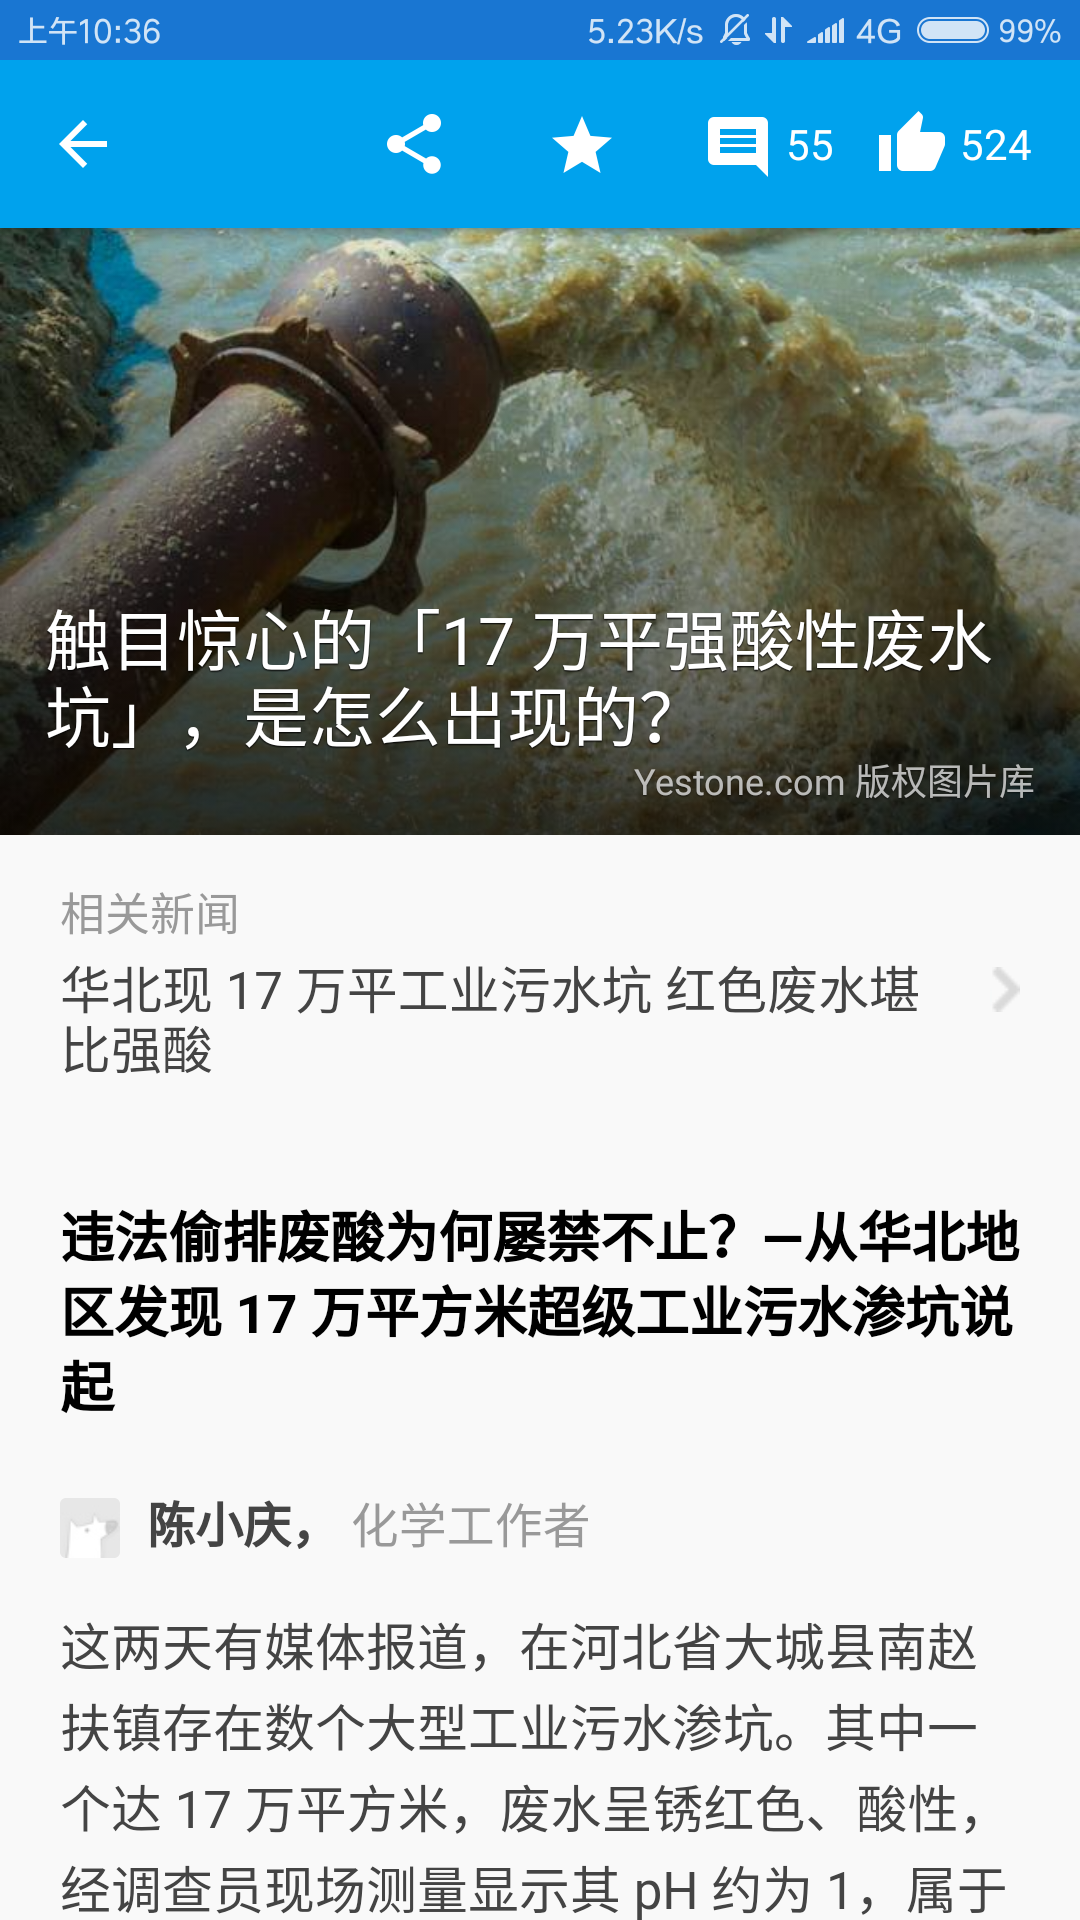 上午10:36
5.23K/s 4G 99%
55 524
触目惊心的「17 万平强酸性废水
坑」，是怎么出现的？
Yestone.com 版权图片库
相关新闻
华北现 17 万平工业污水坑 红色废水堪
比强酸
违法偷排废酸为何屡禁不止？—从华北地
区发现 17 万平方米超级工业污水渗坑说
起
陈小庆， 化学工作者
这两天有媒体报道，在河北省大城县南赵
扶镇存在数个大型工业污水渗坑。其中一
个达 17 万平方米，废水呈锈红色、酸性，
经调查员现场测量显示其 pH 约为 1，属于